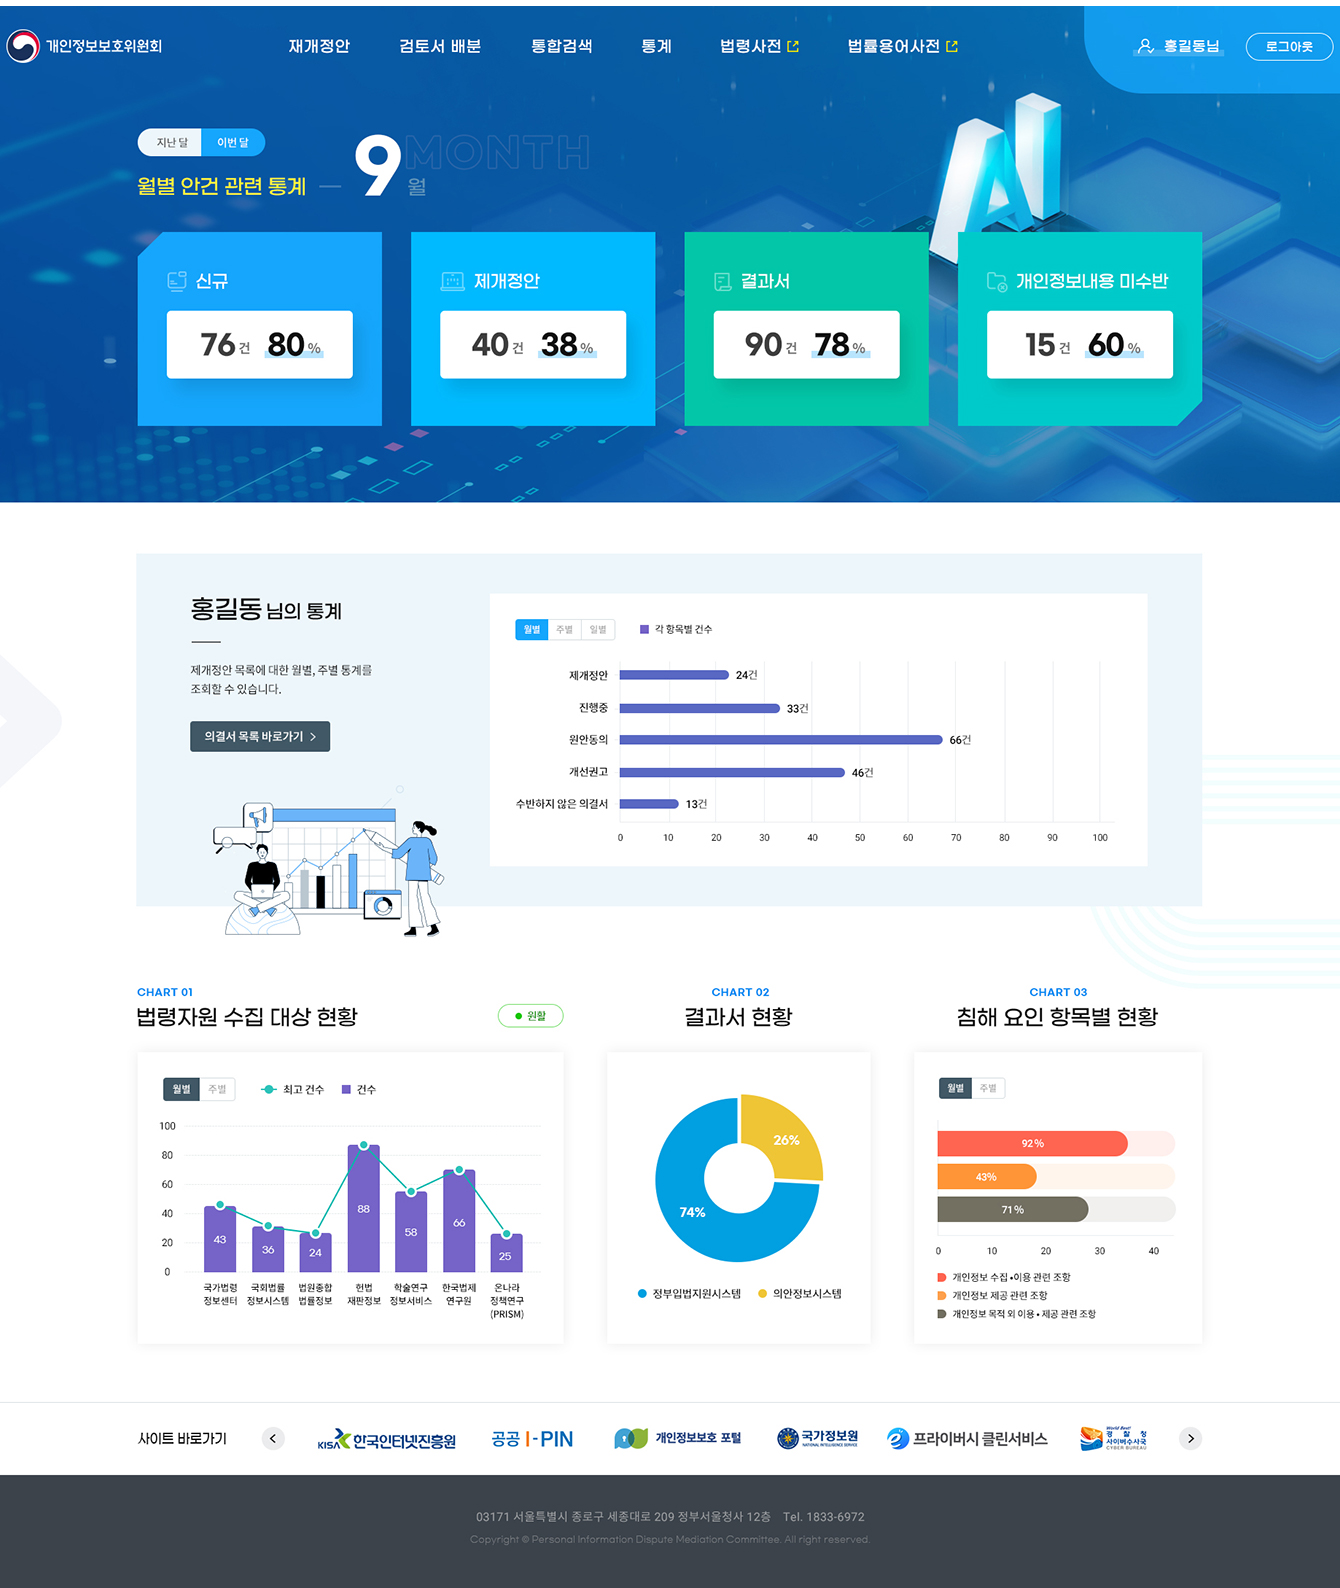 개인정보보호위원회
재개정안 검토서 배분 통합검색 통계 법령사전 법률용어사전
홍길동님 로그아웃
지난 달 이번 달
월별 안건 관련 통계
9월
MONTH
신규
76건 80%
제개정안
40건 38%
결과서
90건 78%
개인정보내용 미수반
15건 60%
홍길동 님의 통계
제개정안 목록에 대한 월별, 주별 통계를
조회할 수 있습니다.
의결서 목록 바로가기 >
월별 주별 일별
각 항목별 건수
제개정안 24건
진행중 33건
원안동의 66건
개선권고 46건
수반하지 않은 의결서 13건
0 10 20 30 40 50 60 70 80 90 100
CHART 01
법령자원 수집 대상 현황
원활
월별 주별
최고 건수 건수
100
80
60
40
20
0
43 36 24 88 58 66 25
국가법령 국회법률 법원종합 헌법 학술연구 한국법제 온나라
정보센터 정보시스템 법률정보 재판정보 정보서비스 연구원 정책연구
(PRISM)
CHART 02
결과서 현황
26%
74%
정부입법지원시스템 의안정보시스템
CHART 03
침해 요인 항목별 현황
월별 주별
92%
43%
71%
0 10 20 30 40
개인정보 수집•이용 관련 조항
개인정보 제공 관련 조항
개인정보 목적 외 이용•제공 관련 조항
사이트 바로가기
KISA 한국인터넷진흥원
공공 I-PIN
개인정보보호 포털
국가정보원
NATIONAL INTELLIGENCE SERVICE
프라이버시 클린서비스
World Best
경찰청
사이버수사국
CYBER BUREAU
03171 서울특별시 종로구 세종대로 209 정부서울청사 12층 Tel. 1833-6972
Copyright © Personal Information Dispute Mediation Committee. All right reserved.